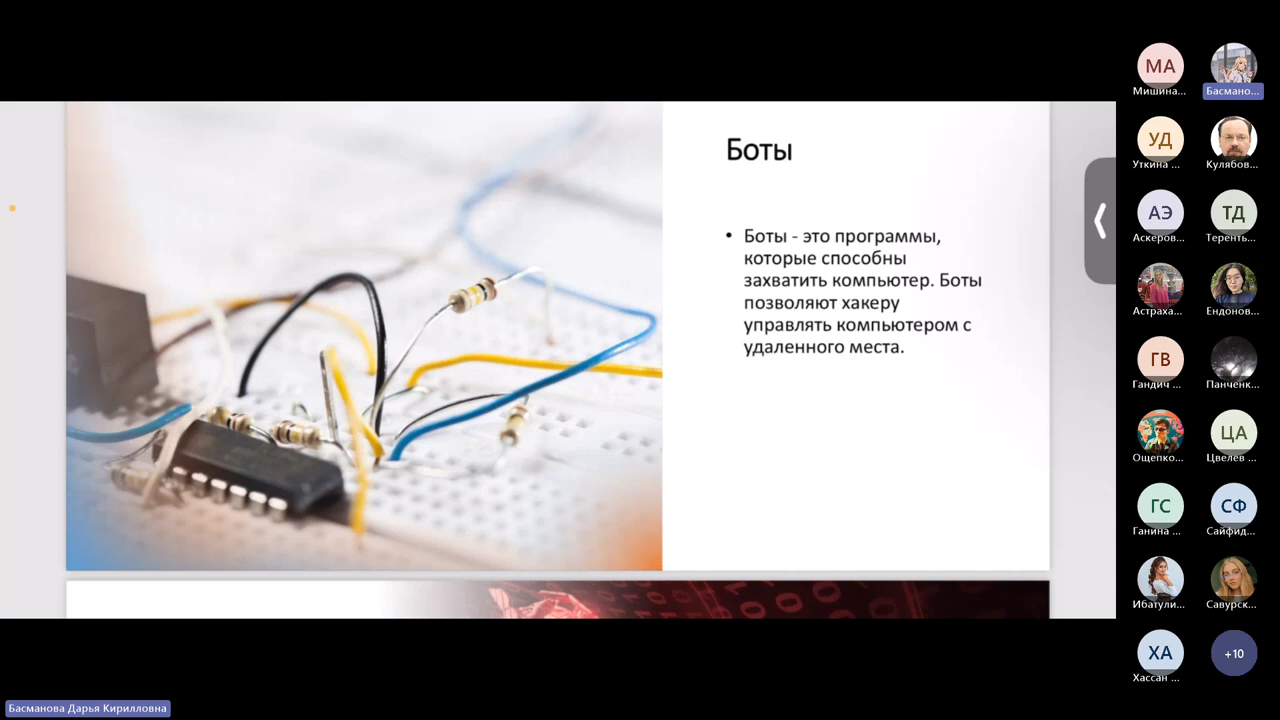 Боты
• Боты - это программы,
которые способны
захватить компьютер. Боты
позволяют хакеру
управлять компьютером с
удаленного места.
МА
Мишина...
Басмано...
УД
Уткина ...
Кулябов...
АЭ
Аскеров...
ТД
Теренть...
Астраха...
Ендонов...
ГВ
Гандич ...
Панченк...
Ощепко...
ЦА
Цвелев ...
ГС
Ганина ...
СФ
Сайфид...
Ибатули...
Савурск...
ХА
Хассан ...
+10
Басманова Дарья Кирилловна